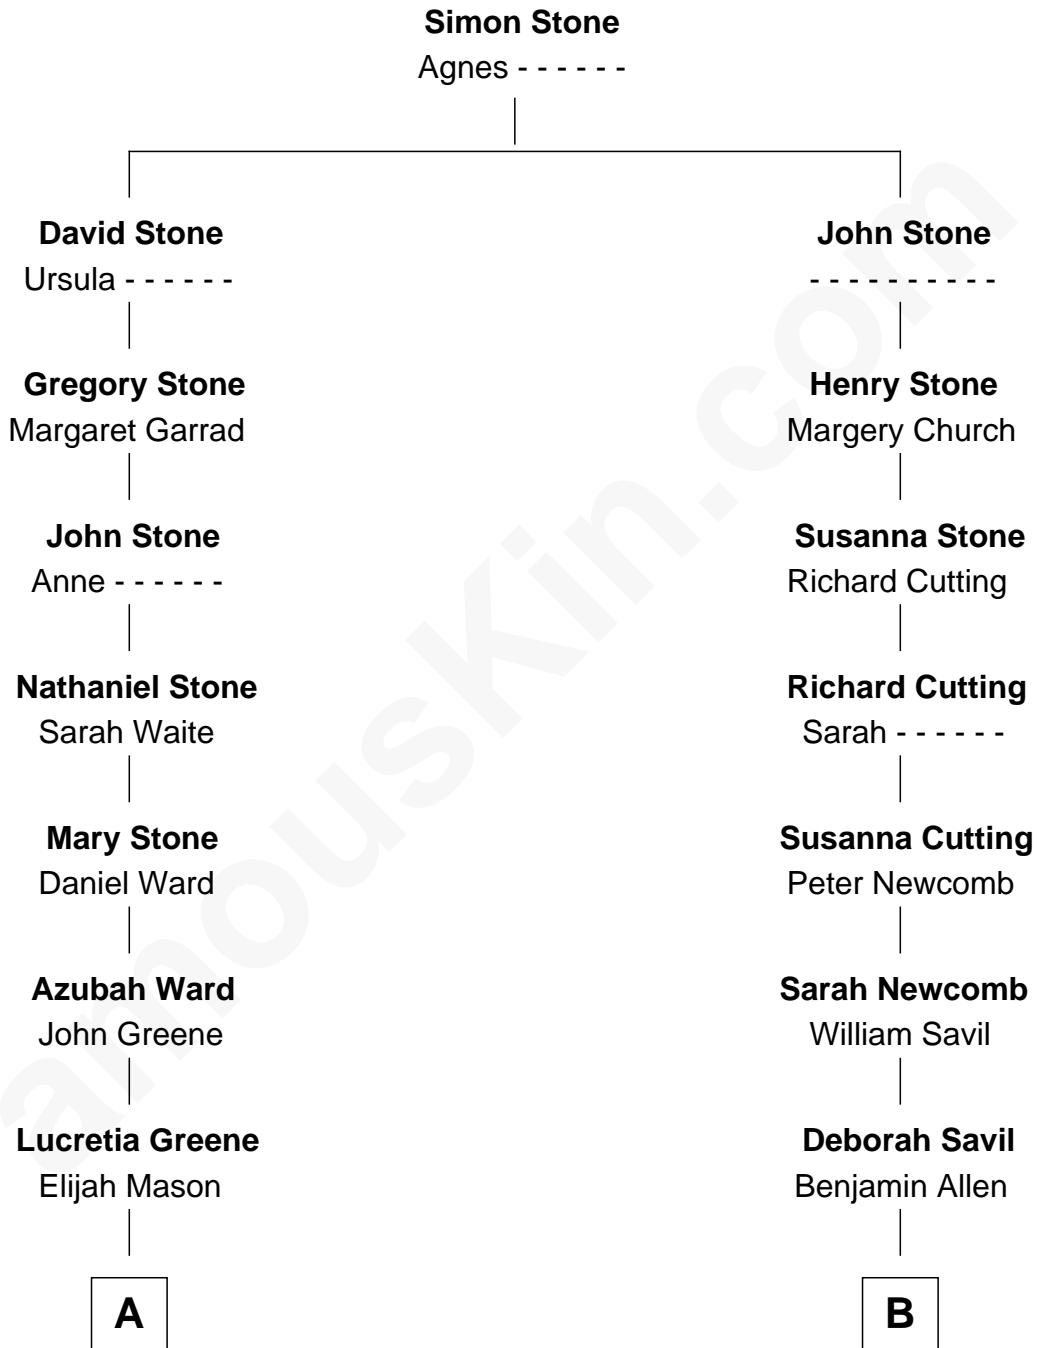 Simon Stone
Agnes - - - - - -
David Stone
Ursula - - - - - -
John Stone
- - - - - - - - - -
Gregory Stone
Margaret Garrad
Henry Stone
Margery Church
John Stone
Anne - - - - - -
Susanna Stone
Richard Cutting
Nathaniel Stone
Sarah Waite
Richard Cutting
Sarah - - - - - -
Mary Stone
Daniel Ward
Susanna Cutting
Peter Newcomb
Azubah Ward
John Greene
Sarah Newcomb
William Savil
Lucretia Greene
Elijah Mason
Deborah Savil
Benjamin Allen
A
B
amousKin.com